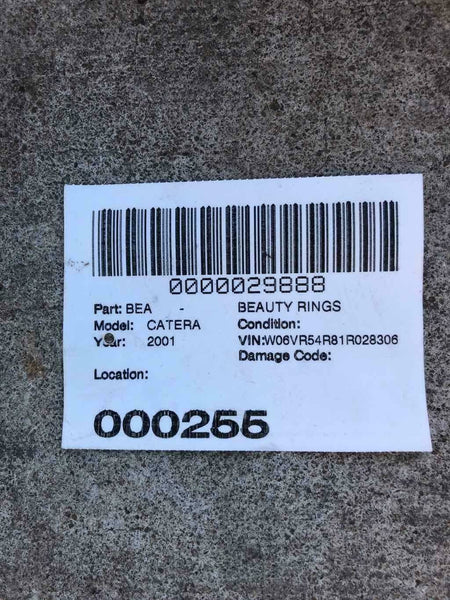 0000029888
Part: BEA - BEAUTY RINGS
Model: CATERA Condition:
Year: 2001 VIN:W06VR54R81R028306
Damage Code:
Location:
000255